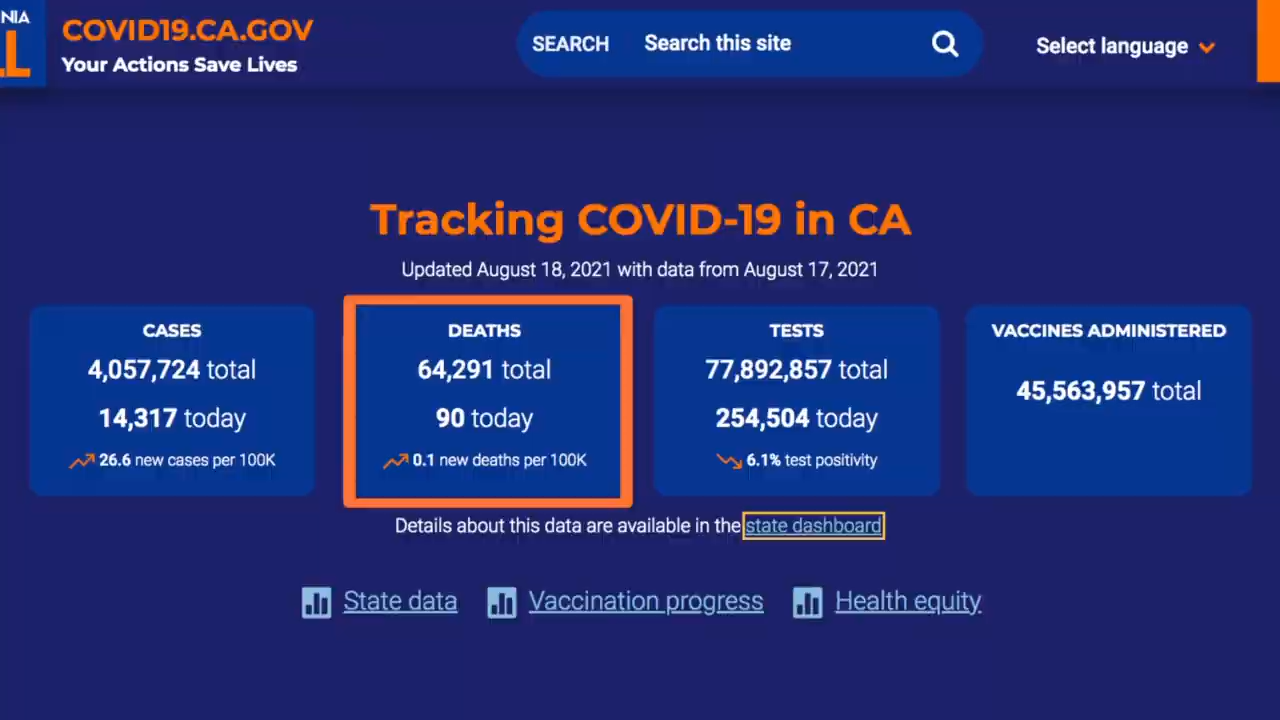 NIA
LL
COVID19.CA.GOV
Your Actions Save Lives
SEARCH
Search this site
Select language
Tracking COVID-19 in CA
Updated August 18, 2021 with data from August 17, 2021
CASES
4,057,724 total
14,317 today
26.6 new cases per 100K
DEATHS
64,291 total
90 today
0.1 new deaths per 100K
TESTS
77,892,857 total
254,504 today
6.1% test positivity
VACCINES ADMINISTERED
45,563,957 total
Details about this data are available in the state dashboard
State data
Vaccination progress
Health equity